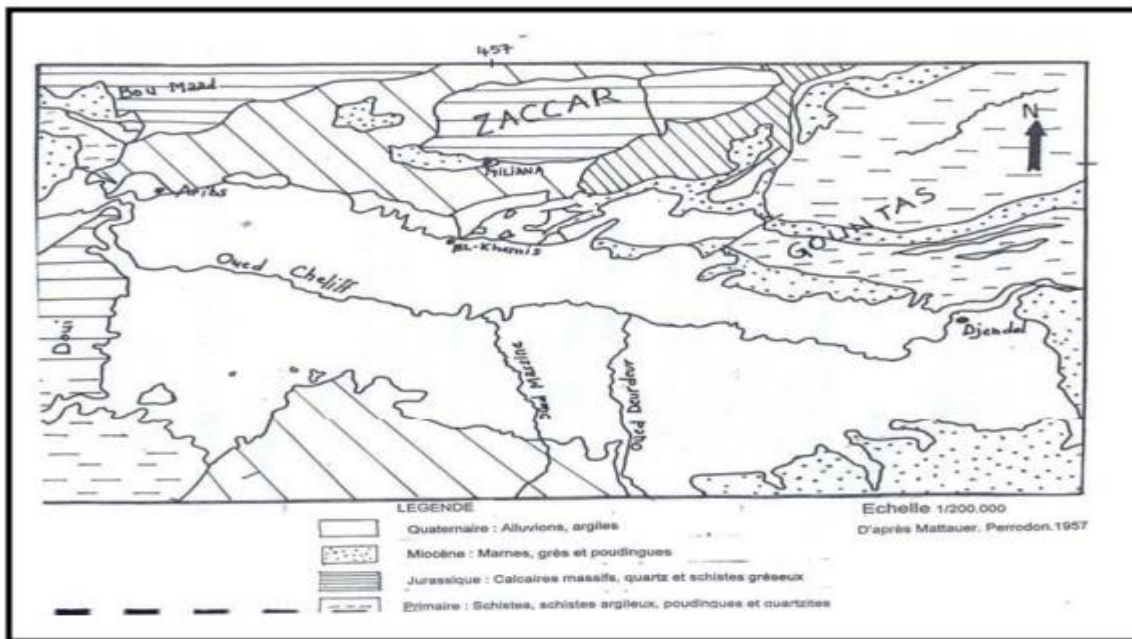 457
Bou Maad
ZACCAR
N
MILIANA
Aribs
GOUNTAS
EL-Khemis
Oued Cheliff
Djendel
Doui
Oued Massine
Oued Deurdeur
LEGENDE
Echelle 1/200.000
Quaternaire : Alluvions, argiles
D'après Mattauer. Perrodon.1957
Miocène : Marnes, grés et poudingues
Jurassique : Calcaires massifs, quartz et schistes gréseux
Primaire : Schistes, schistes argileux, poudingues et quartzites